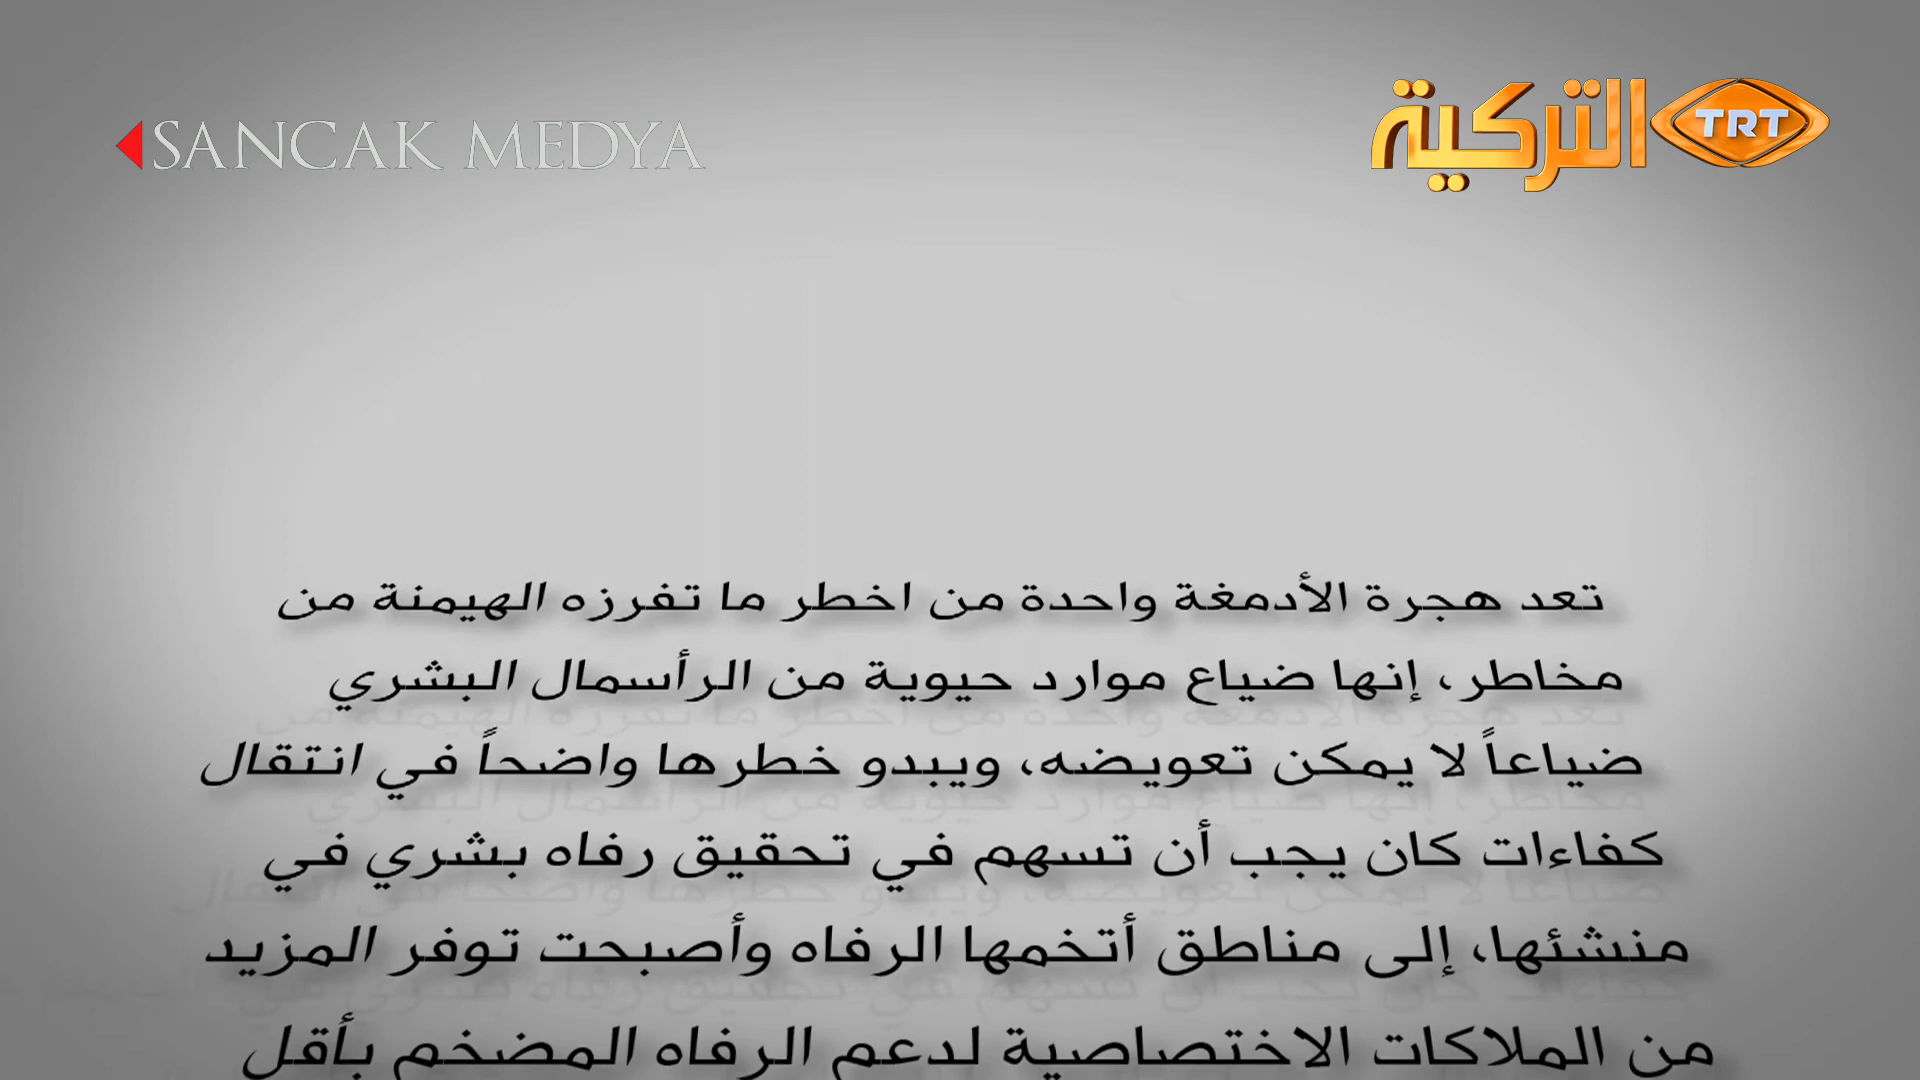 SANCAK MEDYA
التركية TRT
تعد هجرة الأدمغة واحدة من اخطر ما تفرزه الهيمنة من
مخاطر، إنها ضياع موارد حيوية من الرأسمال البشري
ضياعاً لا يمكن تعويضه، ويبدو خطرها واضحاً في انتقال
كفاءات كان يجب أن تسهم في تحقيق رفاه بشري في
منشئها، إلى مناطق أتخمها الرفاه وأصبحت توفر المزيد
من الملاكات الاختصاصية لدعم الرفاه المضخم بأقل